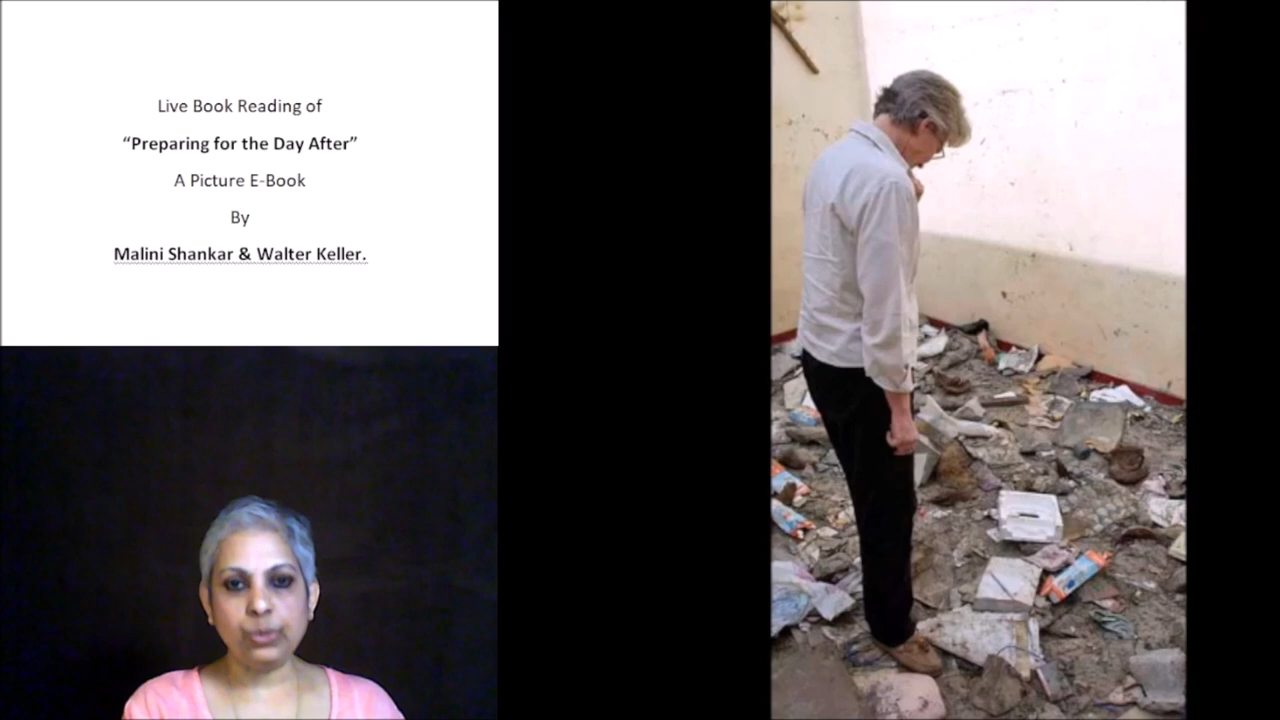 Live Book Reading of
“Preparing for the Day After”
A Picture E-Book
By
Malini Shankar & Walter Keller.